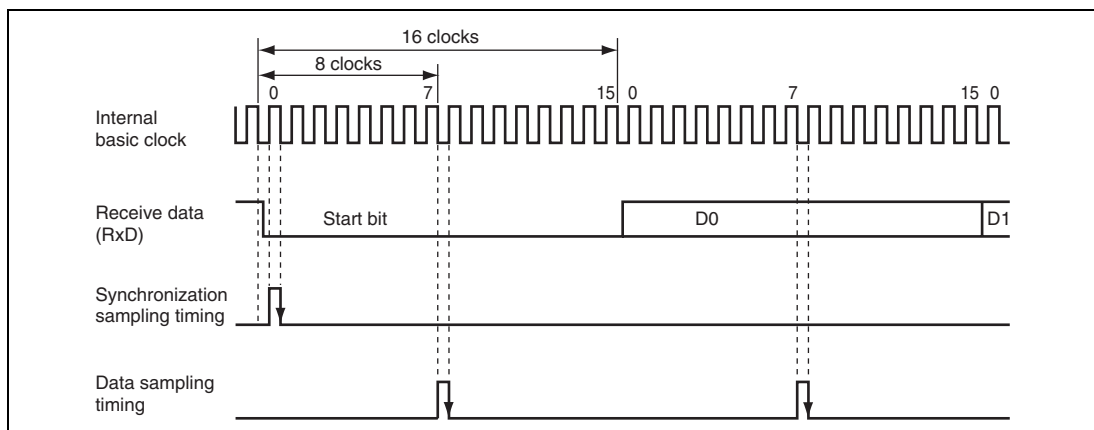 16 clocks
8 clocks
0 7 15 0 7 15 0
Internal
basic clock
Receive data
(RxD)
Start bit D0 D1
Synchronization
sampling timing
Data sampling
timing